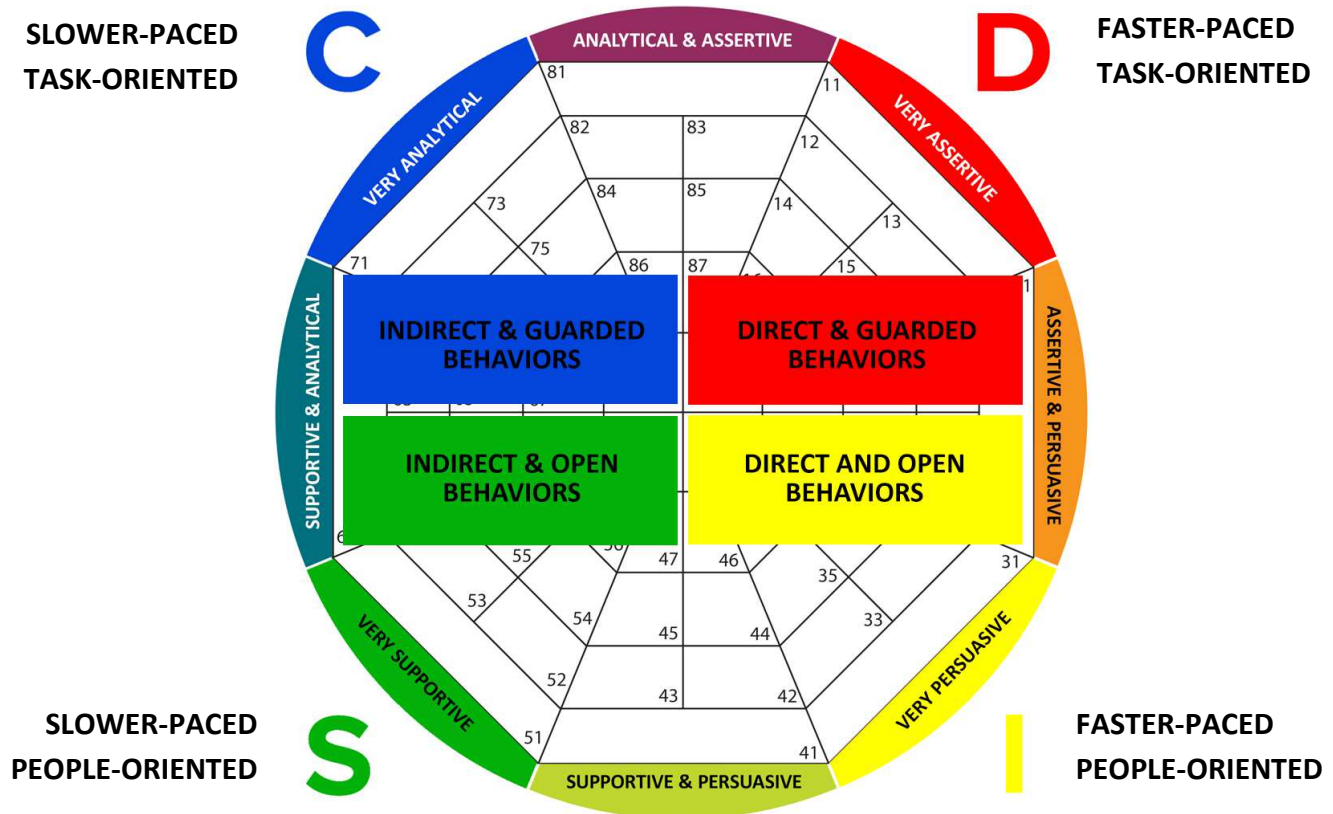 SLOWER-PACED
TASK-ORIENTED
C
ANALYTICAL & ASSERTIVE
D
FASTER-PACED
TASK-ORIENTED
VERY ANALYTICAL
VERY ASSERTIVE
81
11
82
83
12
84
85
14
73
13
75
15
71
86
87
1
SUPPORTIVE & ANALYTICAL
INDIRECT & GUARDED
BEHAVIORS
DIRECT & GUARDED
BEHAVIORS
ASSERTIVE & PERSUASIVE
INDIRECT & OPEN
BEHAVIORS
DIRECT AND OPEN
BEHAVIORS
6
55
47
46
35
31
53
54
45
44
33
52
43
42
51
41
VERY SUPPORTIVE
VERY PERSUASIVE
SLOWER-PACED
PEOPLE-ORIENTED
S
SUPPORTIVE & PERSUASIVE
I
FASTER-PACED
PEOPLE-ORIENTED